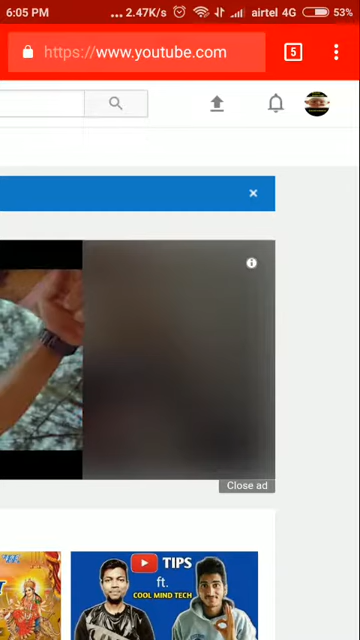 6:05 PM ... 2.47K/s airtel 4G 53%
https://www.youtube.com 5
×
Close ad
TIPS
ft.
COOL MIND TECH